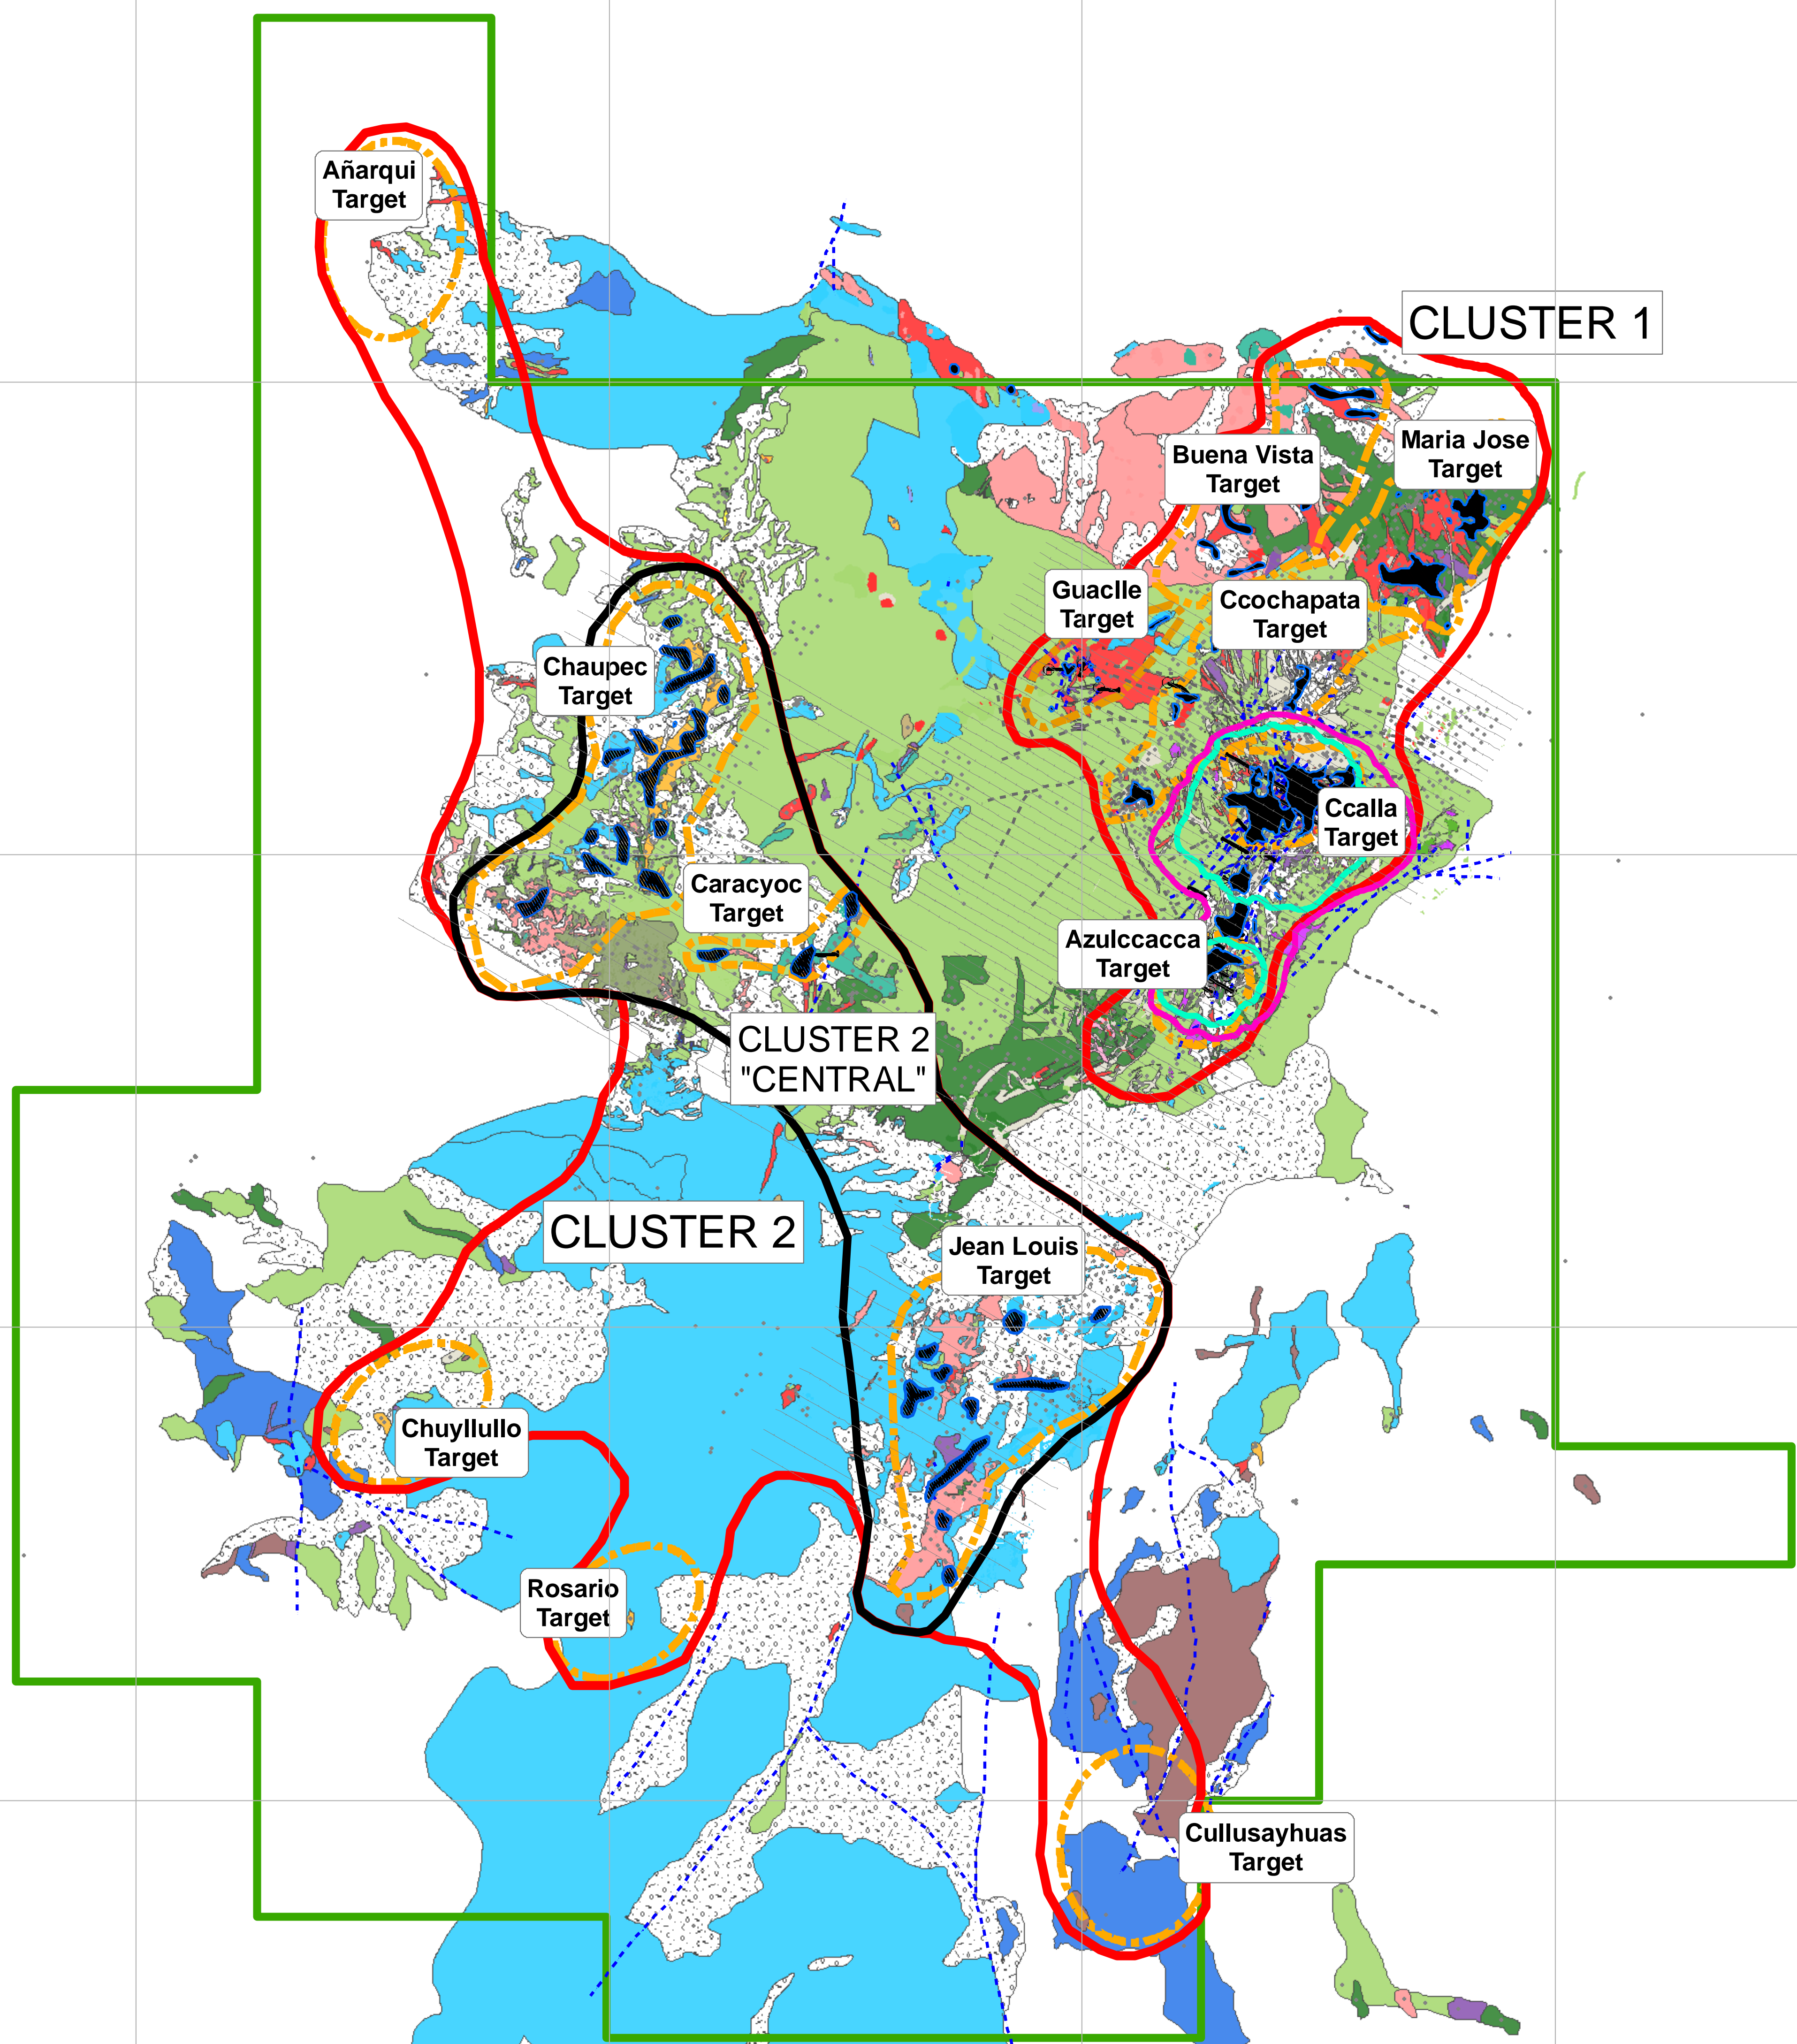 Añarqui
Target
CLUSTER 1
Buena Vista
Target
Maria Jose
Target
Guaclle
Target
Ccochapata
Target
Chaupec
Target
Ccalla
Target
Caracyoc
Target
Azulccacca
Target
CLUSTER 2
"CENTRAL"
CLUSTER 2
Jean Louis
Target
Chuyllullo
Target
Rosario
Target
Cullusayhuas
Target